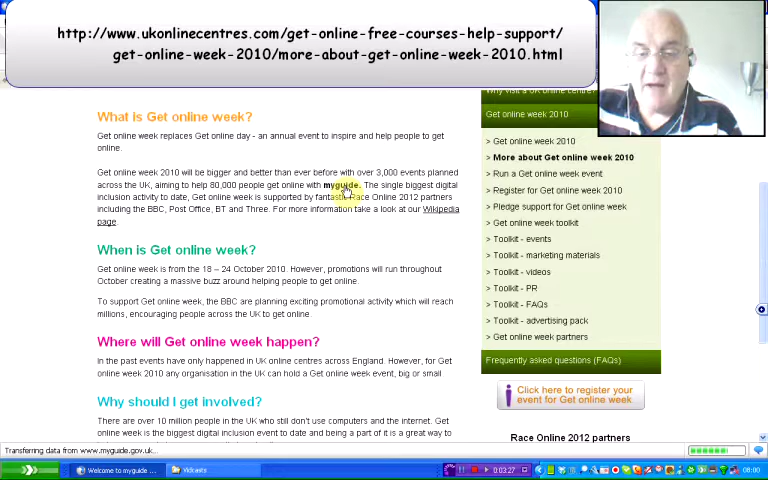 http://www.ukonlinecentres.com/get-online-free-courses-help-support/
get-online-week-2010/more-about-get-online-week-2010.html
Why visit a UK online centre?
Get online week 2010
What is Get online week?
Get online week replaces Get online day - an annual event to inspire and help people to get
online.
Get online week 2010 will be bigger and better than ever before with over 3,000 events planned
across the UK, aiming to help 80,000 people get online with myguide. The single biggest digital
inclusion activity to date, Get online week is supported by fantastic Race Online 2012 partners
including the BBC, Post Office, BT and Three. For more information take a look at our Wikipedia
page.
When is Get online week?
Get online week is from the 18 – 24 October 2010. However, promotions will run throughout
October creating a massive buzz around helping people to get online.
To support Get online week, the BBC are planning exciting promotional activity which will reach
millions, encouraging people across the UK to get online.
Where will Get online week happen?
In the past events have only happened in UK online centres across England. However, for Get
online week 2010 any organisation in the UK can hold a Get online week event, big or small
Why should I get involved?
There are over 10 million people in the UK who still don't use computers and the internet. Get
online week is the biggest digital inclusion event to date and being a part of it is a great way to
> Get online week 2010
> More about Get online week 2010
> Run a Get online week event
> Register for Get online week 2010
> Pledge support for Get online week
> Get online week toolkit
> Toolkit - events
> Toolkit - marketing materials
> Toolkit - videos
> Toolkit - PR
> Toolkit - FAQs
> Toolkit - advertising pack
> Get online week partners
Frequently asked questions (FAQs)
Click here to register your
event for Get online week.
Race Online 2012 partners
Transferring data from www.myguide.gov.uk...
start
Welcome to myguide ...
Vidcasts
0:03:27
08:00